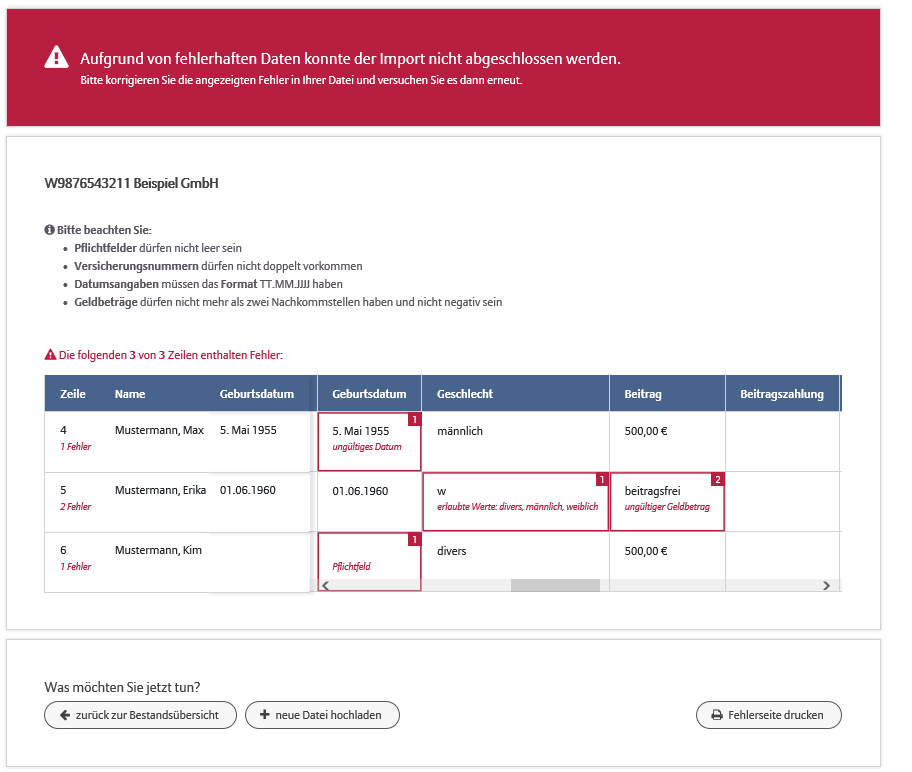 Aufgrund von fehlerhaften Daten konnte der Import nicht abgeschlossen werden.
Bitte korrigieren Sie die angezeigten Fehler in Ihrer Datei und versuchen Sie es dann erneut.
W9876543211 Beispiel GmbH
Bitte beachten Sie:
• Pflichtfelder dürfen nicht leer sein
• Versicherungsnummern dürfen nicht doppelt vorkommen
• Datumsangaben müssen das Format TT.MM.JJJJ haben
• Geldbeträge dürfen nicht mehr als zwei Nachkommstellen haben und nicht negativ sein
Die folgenden 3 von 3 Zeilen enthalten Fehler:
Zeile Name Geburtsdatum Geburtsdatum Geschlecht Beitrag Beitragszahlung
1
4 Mustermann, Max 5. Mai 1955 5. Mai 1955 männlich 500,00 €
1 Fehler ungültiges Datum
1 2
5 Mustermann, Erika 01.06.1960 01.06.1960 w beitragsfrei
2 Fehler erlaubte Werte: divers, männlich, weiblich ungültiger Geldbetrag
1
6 Mustermann, Kim divers 500,00 €
1 Fehler Pflichtfeld
Was möchten Sie jetzt tun?
zurück zur Bestandsübersicht neue Datei hochladen Fehlerseite drucken